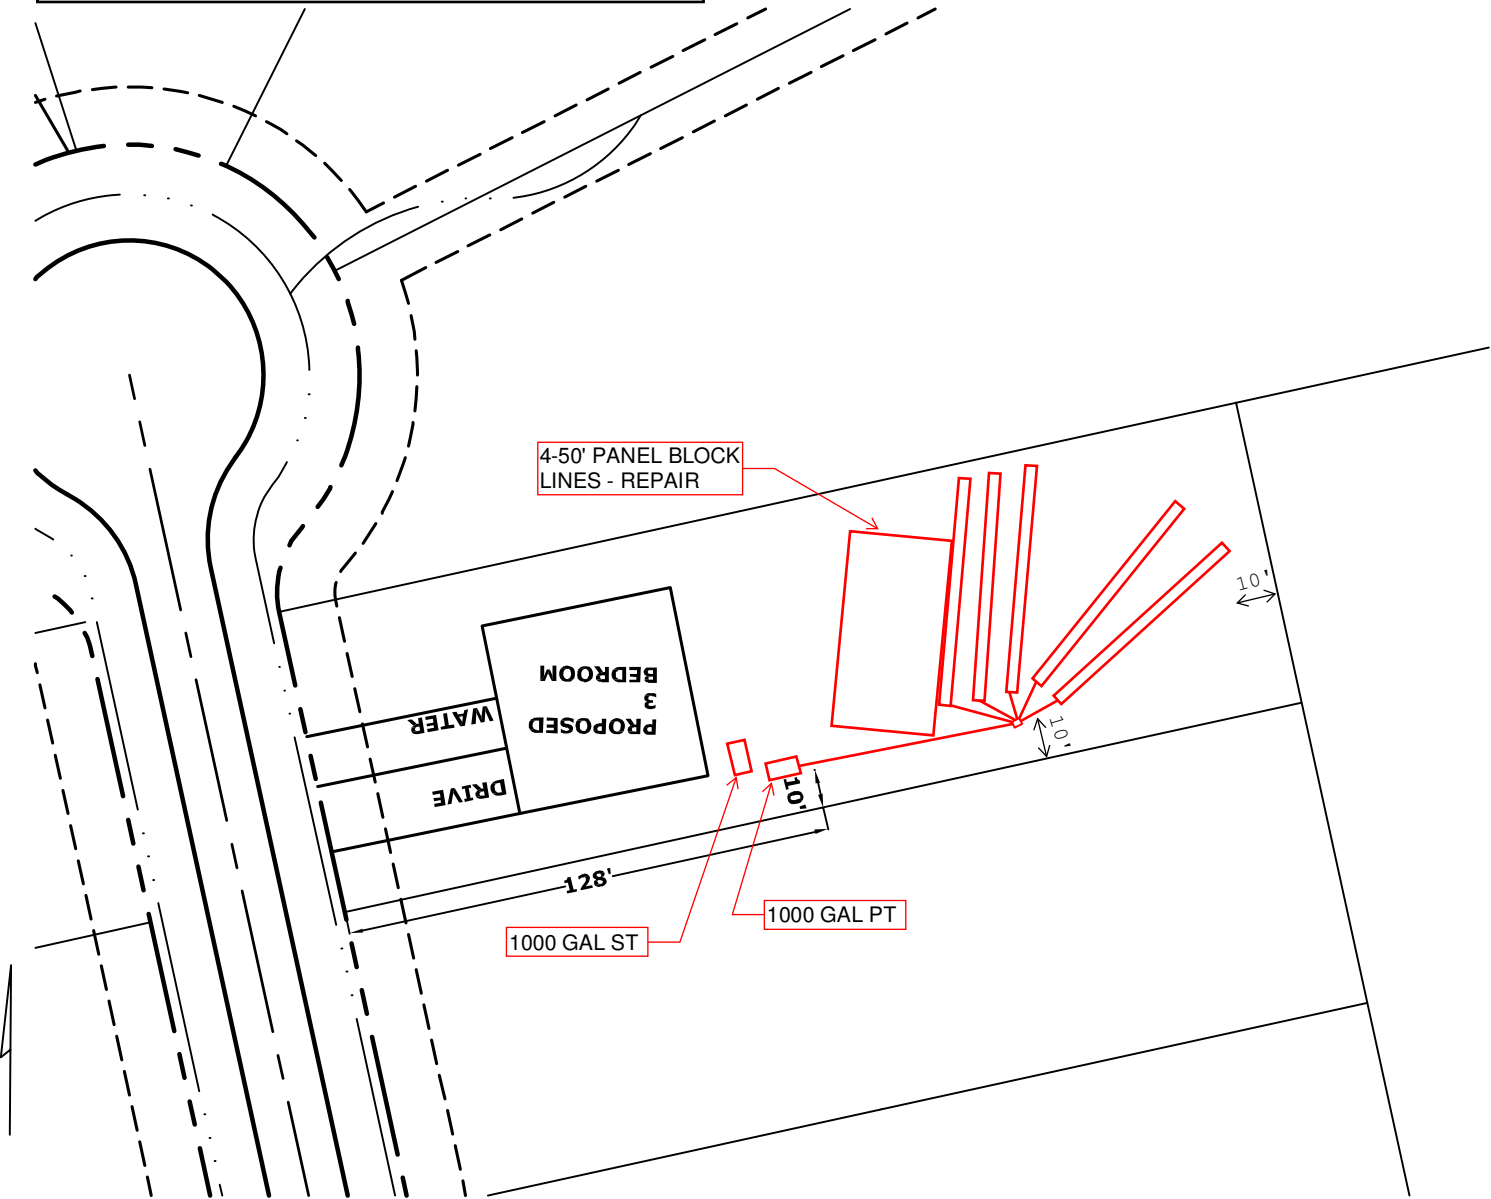 4-50' PANEL BLOCK
LINES - REPAIR
10'
PROPOSED
3
BEDROOM
WATER
DRIVE
10'
10'
128'
1000 GAL PT
1000 GAL ST